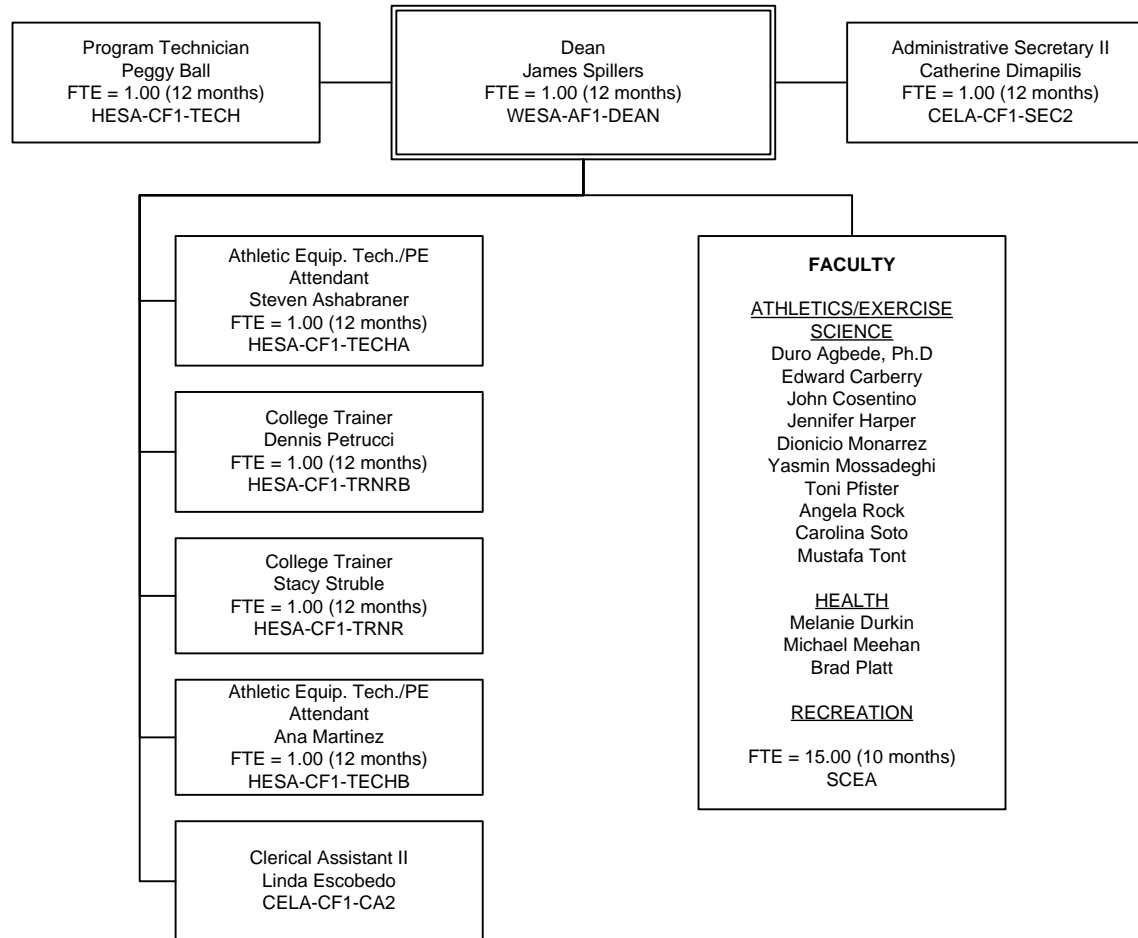 Program Technician
Peggy Ball
FTE = 1.00 (12 months)
HESA-CF1-TECH
Dean
James Spillers
FTE = 1.00 (12 months)
WESA-AF1-DEAN
Administrative Secretary II
Catherine Dimapilis
FTE = 1.00 (12 months)
CELA-CF1-SEC2
Athletic Equip. Tech./PE
Attendant
Steven Ashabraner
FTE = 1.00 (12 months)
HESA-CF1-TECHA
College Trainer
Dennis Petrucci
FTE = 1.00 (12 months)
HESA-CF1-TRNRB
College Trainer
Stacy Struble
FTE = 1.00 (12 months)
HESA-CF1-TRNR
Athletic Equip. Tech./PE
Attendant
Ana Martinez
FTE = 1.00 (12 months)
HESA-CF1-TECHB
Clerical Assistant II
Linda Escobedo
CELA-CF1-CA2
FACULTY
ATHLETICS/EXERCISE
SCIENCE
Duro Agbede, Ph.D
Edward Carberry
John Cosentino
Jennifer Harper
Dionicio Monarrez
Yasmin Mossadeghi
Toni Pfister
Angela Rock
Carolina Soto
Mustafa Tont
HEALTH
Melanie Durkin
Michael Meehan
Brad Platt
RECREATION
FTE = 15.00 (10 months)
SCEA